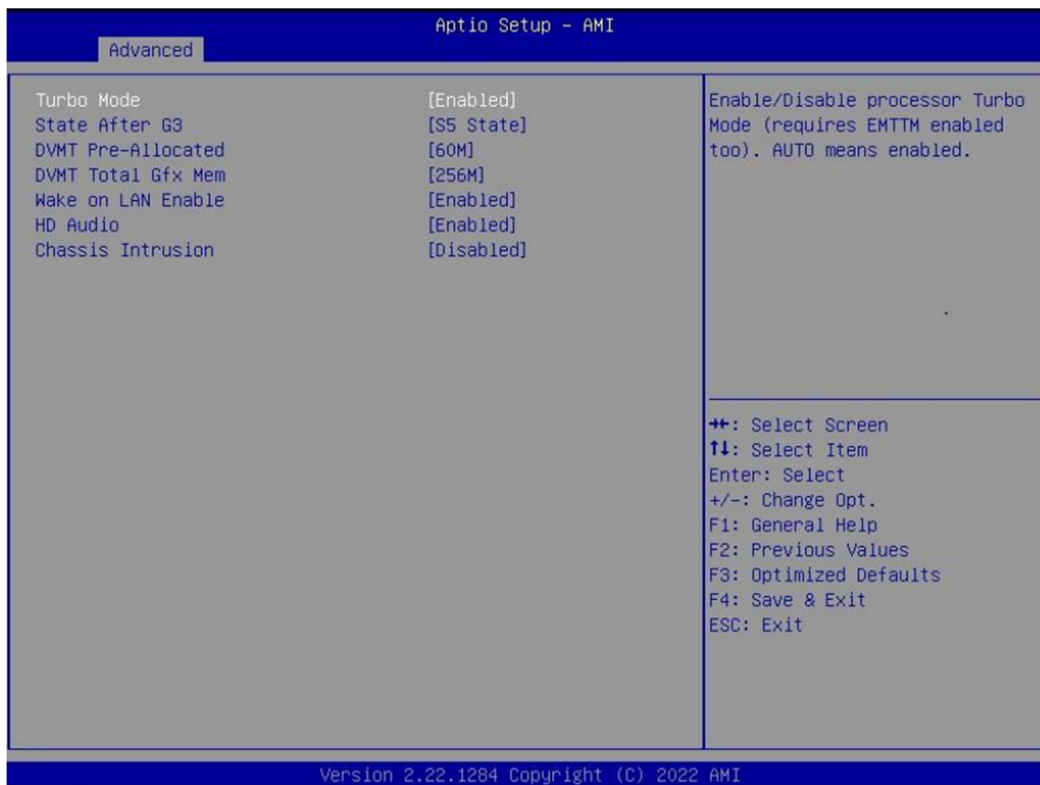 Aptio Setup – AMI
Advanced
Turbo Mode [Enabled]
State After G3 [S5 State]
DVMT Pre-Allocated [60M]
DVMT Total Gfx Mem [256M]
Wake on LAN Enable [Enabled]
HD Audio [Enabled]
Chassis Intrusion [Disabled]
Enable/Disable processor Turbo
Mode (requires EMTTM enabled
too). AUTO means enabled.
→←: Select Screen
↑↓: Select Item
Enter: Select
+/-: Change Opt.
F1: General Help
F2: Previous Values
F3: Optimized Defaults
F4: Save & Exit
ESC: Exit
Version 2.22.1284 Copyright (C) 2022 AMI